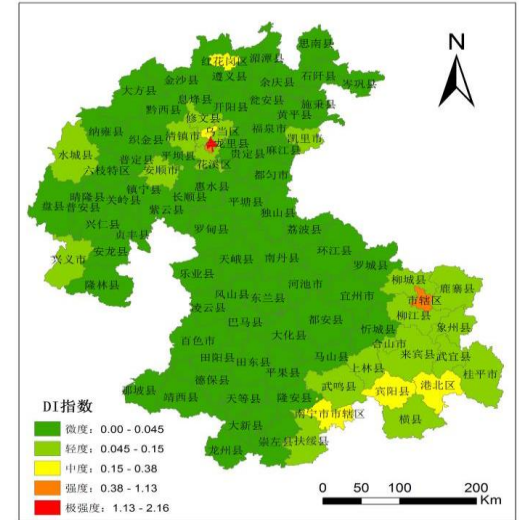 N
思南县
红花岗区 湄潭县
金沙县 遵义县 石阡县
余庆县 岑巩县
大方县 息烽县 瓮安县 施秉县
黔西县 开阳县 黄平县
修文县
纳雍县 乌当区 福泉市 凯里市
织金县 清镇市 龙里县
水城县 普定县 平坝县 贵定县 麻江县
六枝特区 安顺市 花溪区
镇宁县 惠水县 都匀市
晴隆县 关岭县 长顺县 平塘县
盘县 普安县 紫云县 独山县
兴仁县 罗甸县 荔波县
贞丰县
兴义市 安龙县 天峨县 南丹县 环江县
罗城县
隆林县 乐业县 河池市 柳城县 鹿寨县
凤山县 东兰县 宜州市 市辖区
凌云县 柳江县
巴马县 都安县 忻城县 象州县
百色市 大化县 合山市
田阳县 田东县 马山县 来宾县 武宣县
平果县 上林县 桂平市
德保县 武鸣县 宾阳县 港北区
那坡县 靖西县 天等县 隆安县
南宁市市辖区 横县
大新县
龙州县 崇左县 扶绥县
DI指数
微度：0.00 - 0.045
轻度：0.045 - 0.15
中度：0.15 - 0.38
强度：0.38 - 1.13
极强度：1.13 - 2.16
0 50 100 200
Km